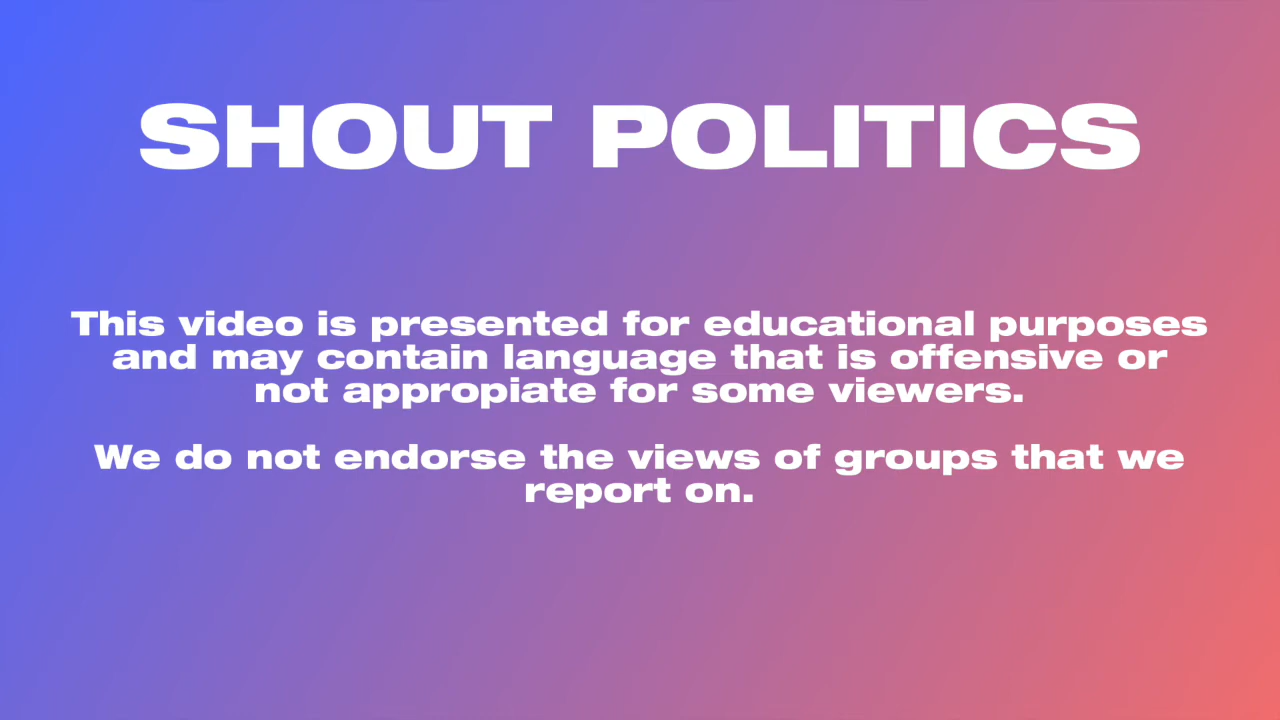 SHOUT POLITICS
This video is presented for educational purposes
and may contain language that is offensive or
not appropiate for some viewers.
We do not endorse the views of groups that we
report on.